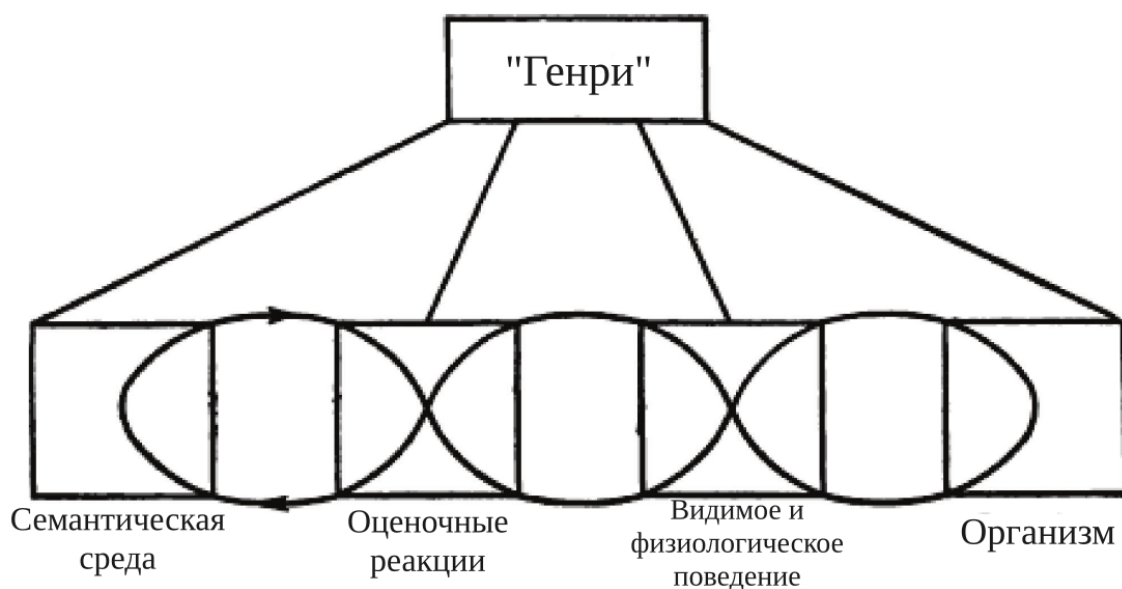 "Генри"
Семантическая
среда
Оценочные
реакции
Видимое и
физиологическое
поведение
Организм